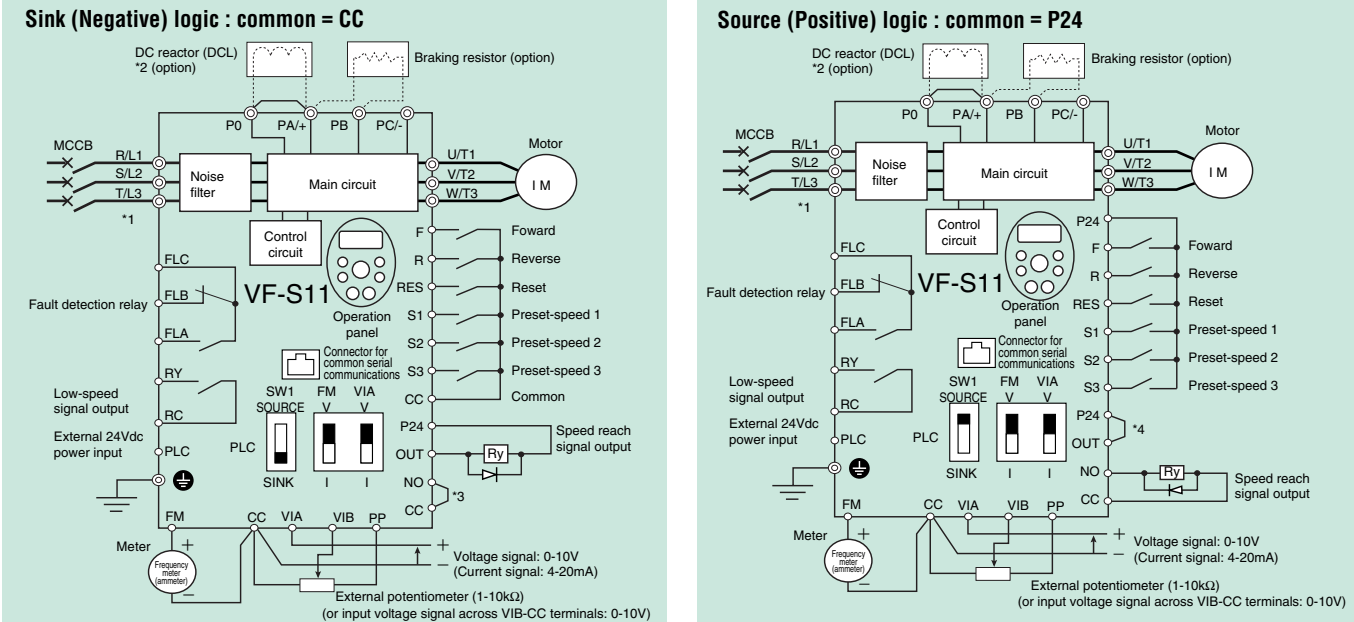 Sink (Negative) logic : common = CC
DC reactor (DCL)
*2 (option)
Braking resistor (option)
P0
PA/+
PB
PC/-
MCCB
R/L1
S/L2
T/L3
*1
Noise
filter
Main circuit
U/T1
V/T2
W/T3
Motor
I M
Control
circuit
VF-S11
Operation
panel
F
Foward
R
Reverse
RES
Reset
S1
Preset-speed 1
S2
Preset-speed 2
S3
Preset-speed 3
CC
Common
P24
OUT
Ry
Speed reach
signal output
NO
CC
*3
FLC
FLB
FLA
Fault detection relay
RY
RC
Low-speed
signal output
External 24Vdc
power input
PLC
Connector for
common serial
communications
SW1
SOURCE
PLC
SINK
FM
V
I
VIA
V
I
FM
CC
VIA
VIB
PP
Meter
+
Frequency
meter
(ammeter)
−
+
−
Voltage signal: 0-10V
(Current signal: 4-20mA)
External potentiometer (1-10kΩ)
(or input voltage signal across VIB-CC terminals: 0-10V)
Source (Positive) logic : common = P24
DC reactor (DCL)
*2 (option)
Braking resistor (option)
P0
PA/+
PB
PC/-
MCCB
R/L1
S/L2
T/L3
*1
Noise
filter
Main circuit
U/T1
V/T2
W/T3
Motor
I M
Control
circuit
VF-S11
Operation
panel
P24
F
Foward
R
Reverse
RES
Reset
S1
Preset-speed 1
S2
Preset-speed 2
S3
Preset-speed 3
P24
OUT
*4
NO
CC
Ry
Speed reach
signal output
FLC
FLB
FLA
Fault detection relay
RY
RC
Low-speed
signal output
External 24Vdc
power input
PLC
Connector for
common serial
communications
SW1
SOURCE
PLC
SINK
FM
V
I
VIA
V
I
FM
CC
VIA
VIB
PP
Meter
+
Frequency
meter
(ammeter)
−
+
−
Voltage signal: 0-10V
(Current signal: 4-20mA)
External potentiometer (1-10kΩ)
(or input voltage signal across VIB-CC terminals: 0-10V)